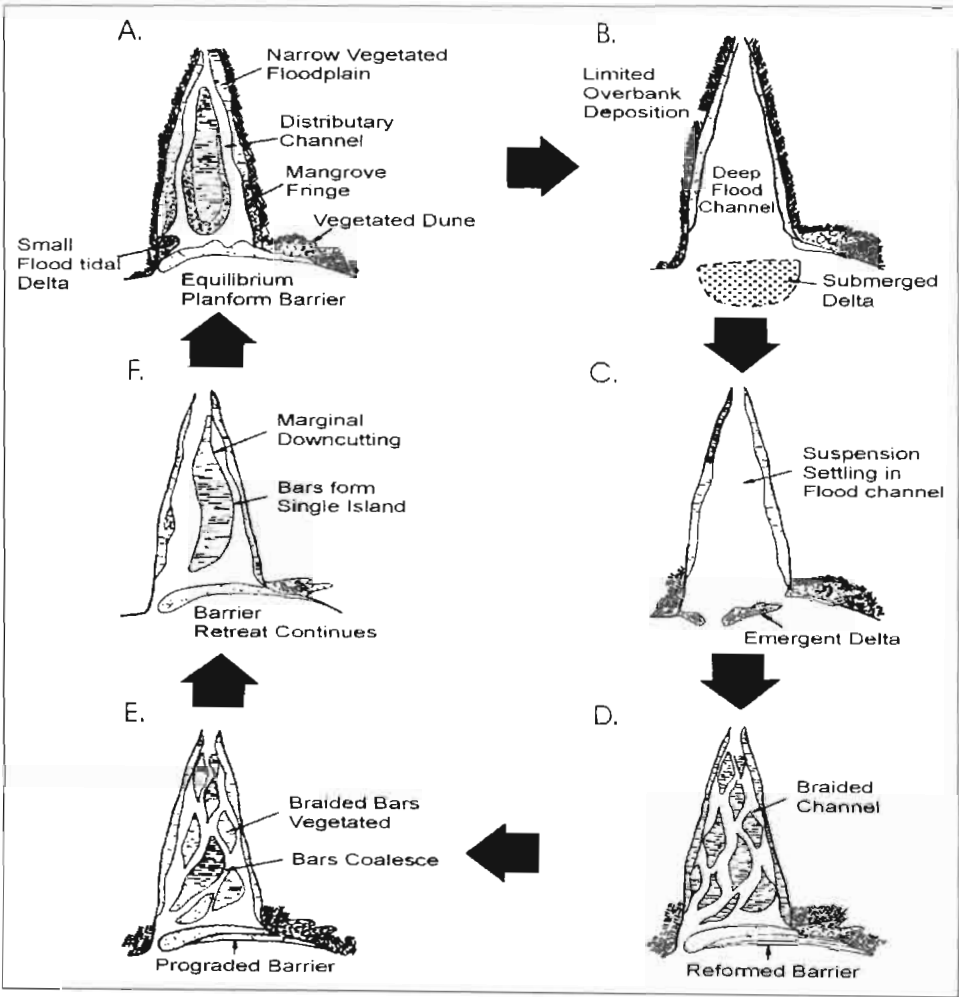 A.
Narrow Vegetated
Floodplain
Distributary
Channel
Mangrove
Fringe
Vegetated Dune
Small
Flood tidal
Delta
Equilibrium
Planform Barrier
B.
Limited
Overbank
Deposition
Deep
Flood
Channel
Submerged
Delta
F.
Marginal
Downcutting
Bars form
Single Island
Barrier
Retreat Continues
C.
Suspension
Settling in
Flood channel
Emergent Delta
E.
Braided Bars
Vegetated
Bars Coalesce
Prograded Barrier
D.
Braided
Channel
Reformed Barrier